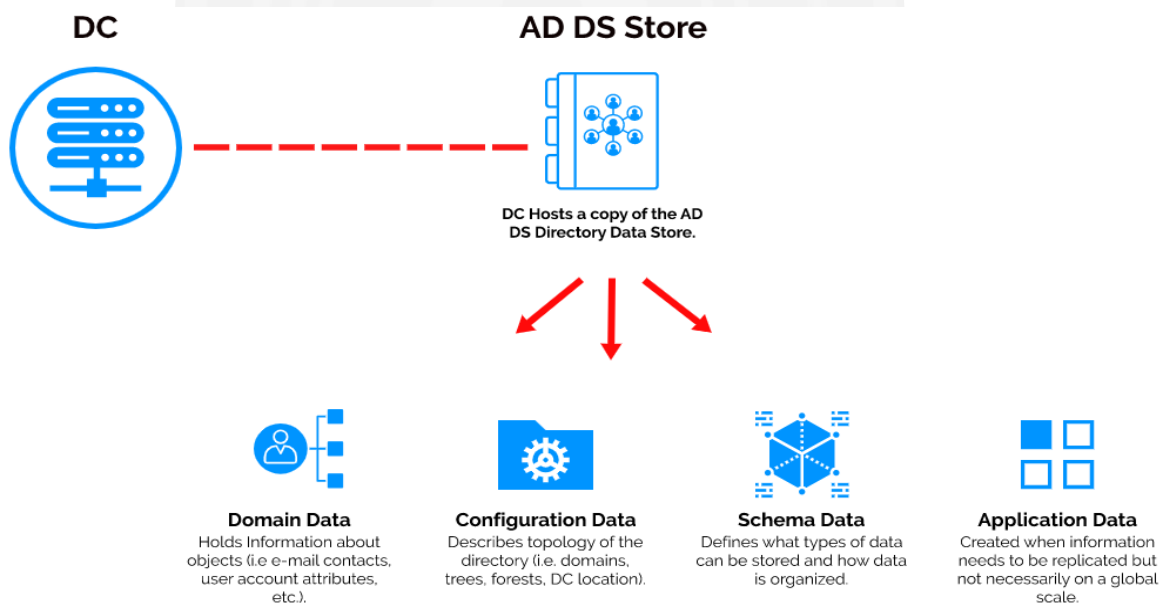 DC
AD DS Store
DC Hosts a copy of the AD
DS Directory Data Store.
Domain Data
Holds Information about
objects (i.e e-mail contacts,
user account attributes,
etc.).
Configuration Data
Describes topology of the
directory (i.e. domains,
trees, forests, DC location).
Schema Data
Defines what types of data
can be stored and how data
is organized.
Application Data
Created when information
needs to be replicated but
not necessarily on a global
scale.